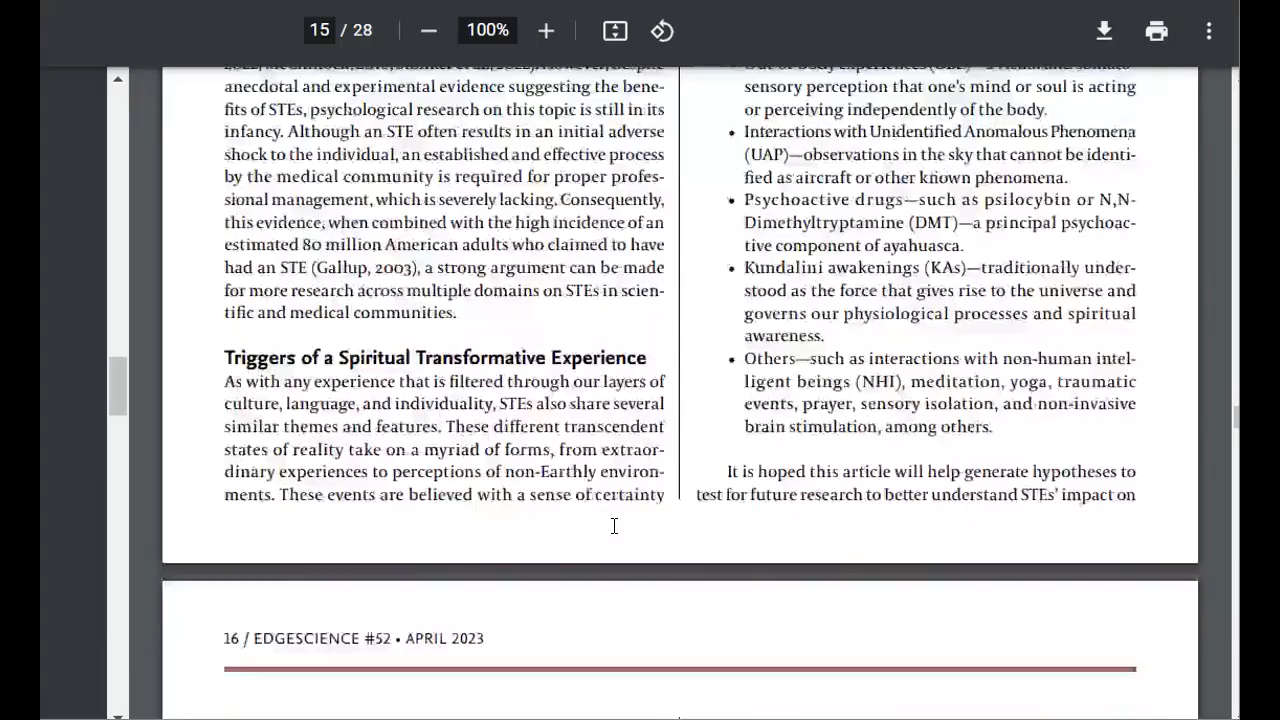 15 / 28
100%
anecdotal and experimental evidence suggesting the bene-
fits of STEs, psychological research on this topic is still in its
infancy. Although an STE often results in an initial adverse
shock to the individual, an established and effective process
by the medical community is required for proper profes-
sional management, which is severely lacking. Consequently,
this evidence, when combined with the high incidence of an
estimated 80 million American adults who claimed to have
had an STE (Gallup, 2003), a strong argument can be made
for more research across multiple domains on STEs in scien-
tific and medical communities.
Triggers of a Spiritual Transformative Experience
As with any experience that is filtered through our layers of
culture, language, and individuality, STEs also share several
similar themes and features. These different transcendent
states of reality take on a myriad of forms, from extraor-
dinary experiences to perceptions of non-Earthly environ-
ments. These events are believed with a sense of certainty
sensory perception that one's mind or soul is acting
or perceiving independently of the body.
• Interactions with Unidentified Anomalous Phenomena
(UAP)—observations in the sky that cannot be identi-
fied as aircraft or other known phenomena.
• Psychoactive drugs—such as psilocybin or N,N-
Dimethyltryptamine (DMT)—a psincipal psychoac-
tive component of ayahuasca.
• Kundalini awakenings (KAs)—traditionally under-
stood as the force that gives rise to the universe and
governs our physiological processes and spiritual
awareness.
• Others—such as interactions with non-human intel-
ligent beings (NHI), meditation, yoga, traumatic
events, prayer, sensory isolation, and non-invasive
brain stimulation, among others.
It is hoped this article will help generate hypotheses to
test for future research to better understand STEs' impact on
16 / EDGESCIENCE #52 • APRIL 2023